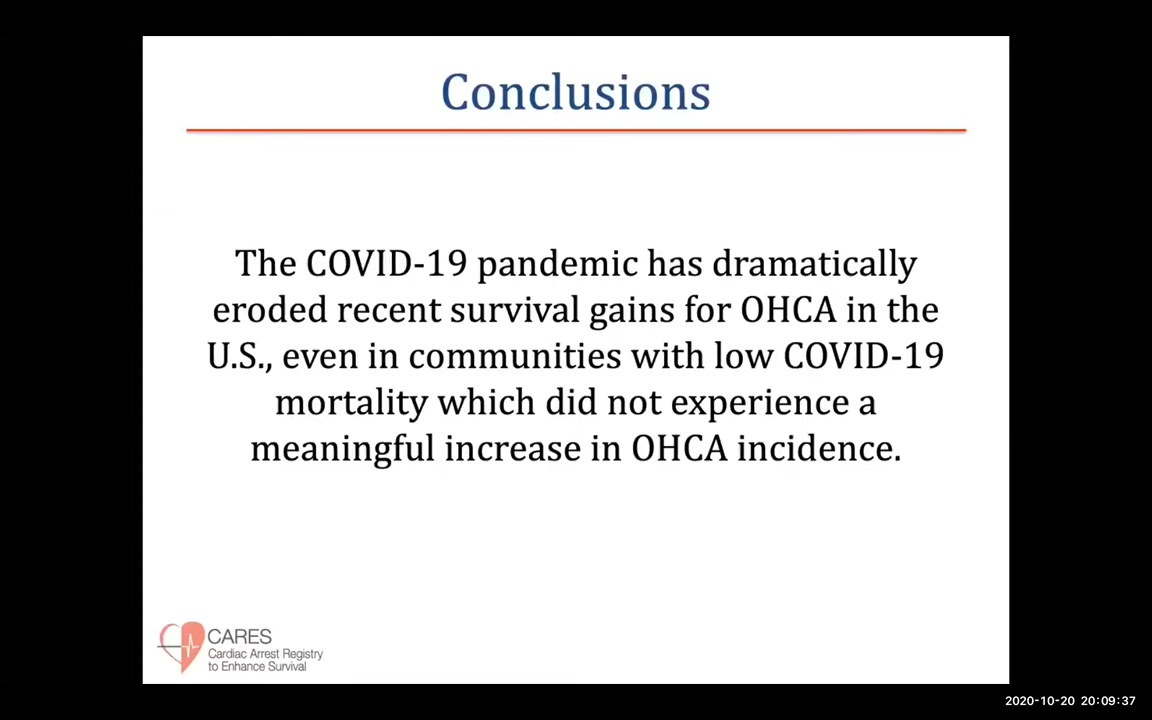 Conclusions
The COVID-19 pandemic has dramatically
eroded recent survival gains for OHCA in the
U.S., even in communities with low COVID-19
mortality which did not experience a
meaningful increase in OHCA incidence.
CARES
Cardiac Arrest Registry
to Enhance Survival
2020-10-20 20:09:37